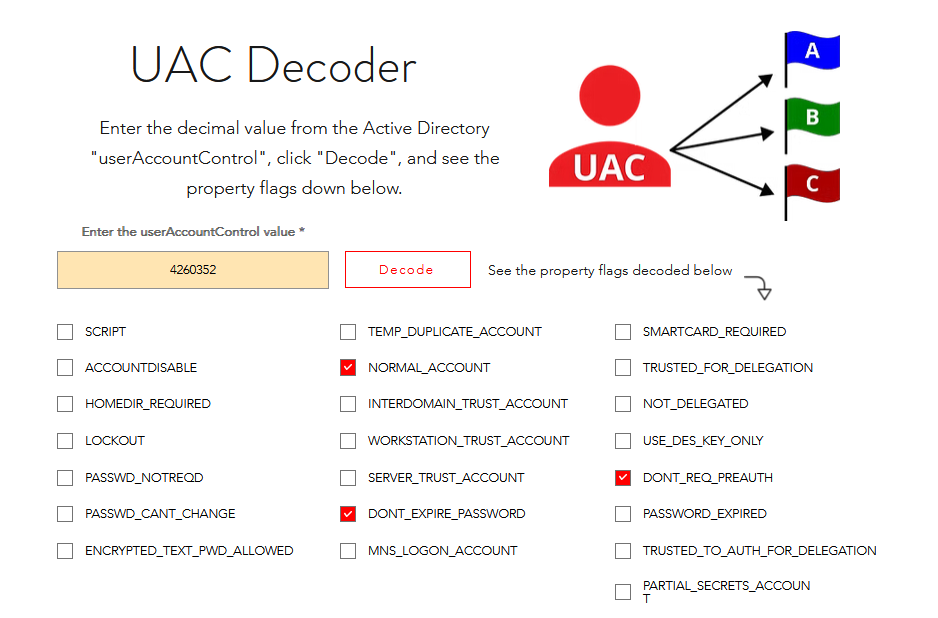 UAC Decoder
Enter the decimal value from the Active Directory
"userAccountControl", click "Decode", and see the
property flags down below.
UAC
A
B
C
Enter the userAccountControl value *
4260352
Decode
See the property flags decoded below
SCRIPT
ACCOUNTDISABLE
HOMEDIR_REQUIRED
LOCKOUT
PASSWD_NOTREQD
PASSWD_CANT_CHANGE
ENCRYPTED_TEXT_PWD_ALLOWED
TEMP_DUPLICATE_ACCOUNT
NORMAL_ACCOUNT
INTERDOMAIN_TRUST_ACCOUNT
WORKSTATION_TRUST_ACCOUNT
SERVER_TRUST_ACCOUNT
DONT_EXPIRE_PASSWORD
MNS_LOGON_ACCOUNT
SMARTCARD_REQUIRED
TRUSTED_FOR_DELEGATION
NOT_DELEGATED
USE_DES_KEY_ONLY
DONT_REQ_PREAUTH
PASSWORD_EXPIRED
TRUSTED_TO_AUTH_FOR_DELEGATION
PARTIAL_SECRETS_ACCOUN
T